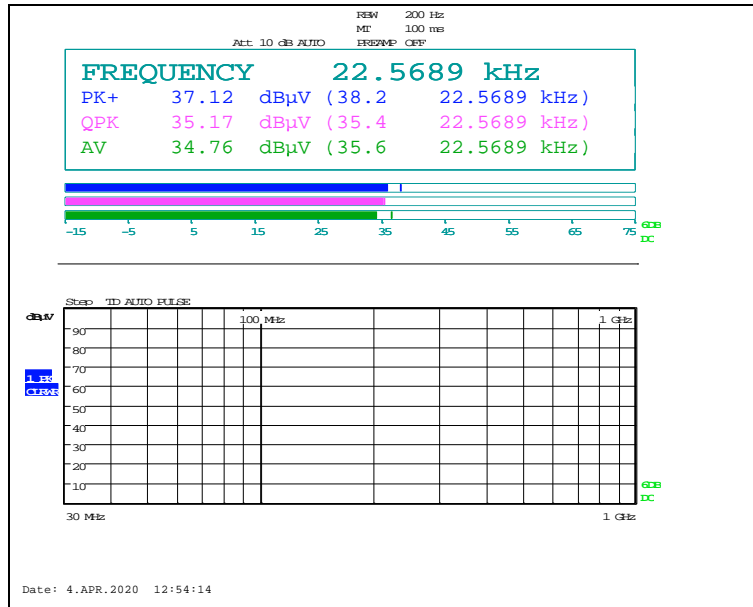 RBW 200 Hz
MT 100 ms
Att 10 dB AUTO PREAMP OFF
FREQUENCY 22.5689 kHz
PK+ 37.12 dBµV (38.2 22.5689 kHz)
QPK 35.17 dBµV (35.4 22.5689 kHz)
AV 34.76 dBµV (35.6 22.5689 kHz)
-15 -5 5 15 25 35 45 55 65 75
6DB
DC
Step TD AUTO PULSE
dBµV 100 MHz 1 GHz
90
80
70
1 PK
CLRWR
60
50
40
30
20
10
6DB
DC
30 MHz 1 GHz
Date: 4.APR.2020 12:54:14